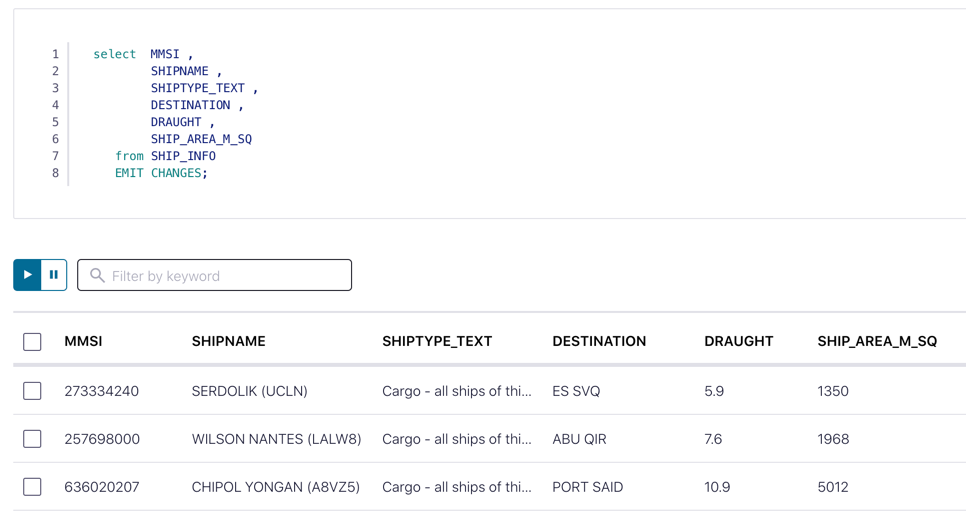 1 select MMSI ,
2 SHIPNAME ,
3 SHIPTYPE_TEXT ,
4 DESTINATION ,
5 DRAUGHT ,
6 SHIP_AREA_M_SQ
7 from SHIP_INFO
8 EMIT CHANGES;
Filter by keyword
MMSI SHIPNAME SHIPTYPE_TEXT DESTINATION DRAUGHT SHIP_AREA_M_SQ
273334240 SERDOLIK (UCLN) Cargo - all ships of thi... ES SVQ 5.9 1350
257698000 WILSON NANTES (LALW8) Cargo - all ships of thi... ABU QIR 7.6 1968
636020207 CHIPOL YONGAN (A8VZ5) Cargo - all ships of thi... PORT SAID 10.9 5012